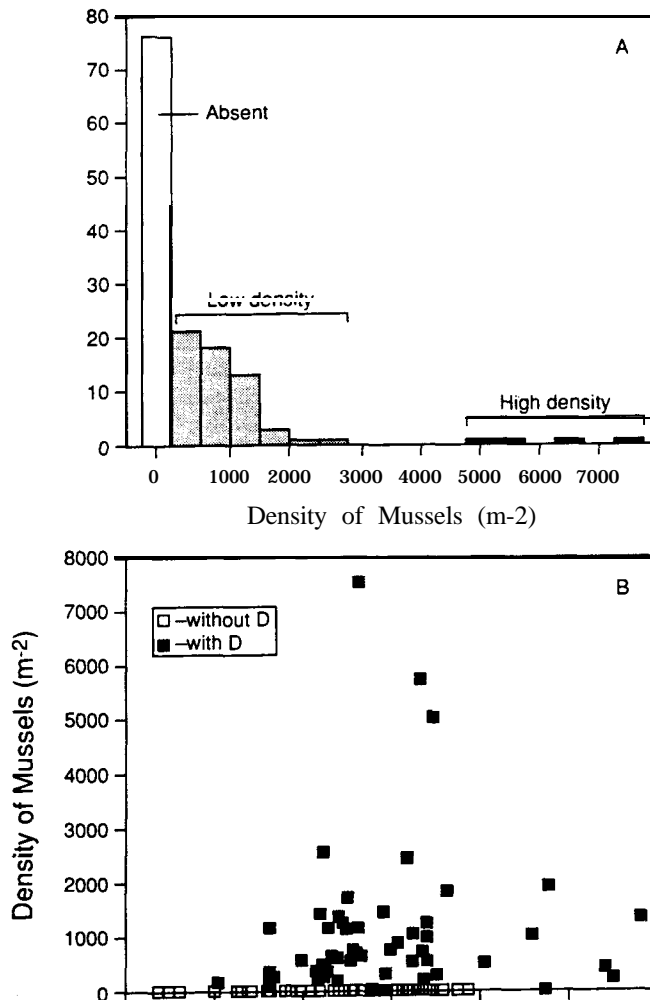 80
A
70
Absent
60
50
40
30
Low density
20
10
High density
0
0 1000 2000 3000 4000 5000 6000 7000
Density of Mussels (m-2)
8000
B
7000
□ –without D
■ –with D
6000
5000
4000
3000
2000
1000
0
Density of Mussels (m-2)